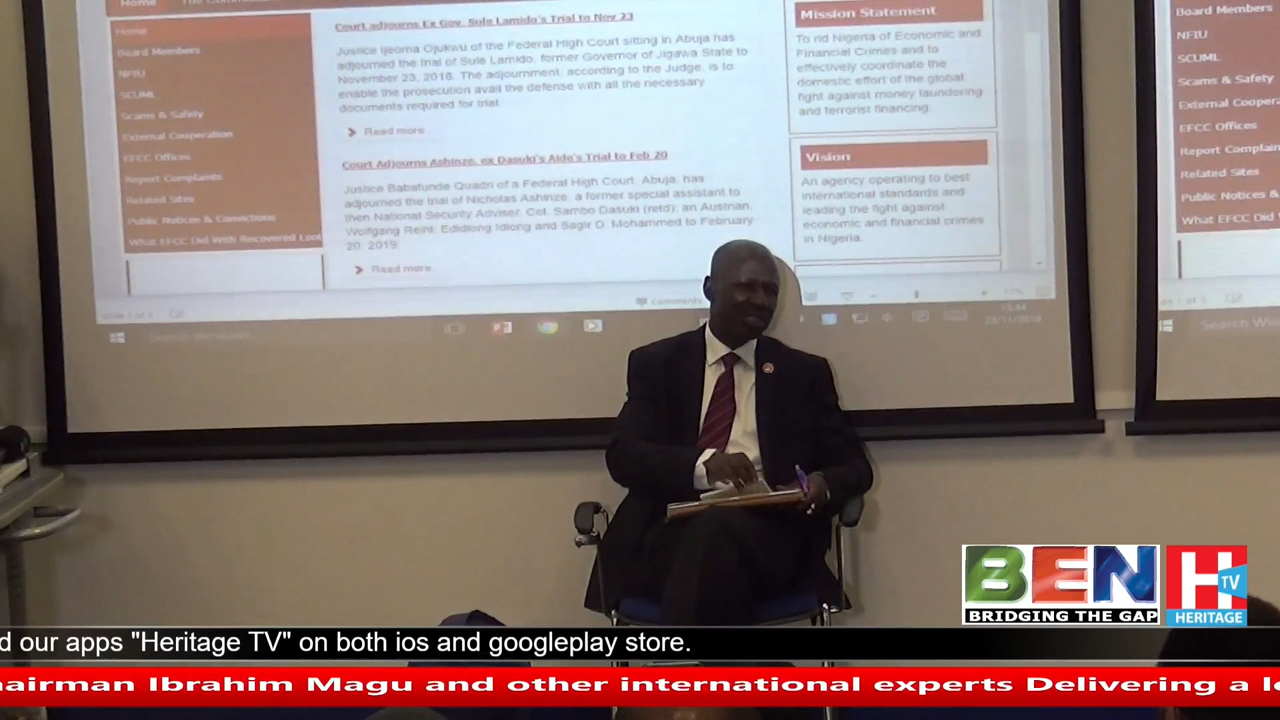 Home
Home
Board Members
NFIU
SCUML
Scams & Safety
External Cooperation
EFCC Offices
Report Complaints
Related Sites
Public Notices & Convictions
What EFCC Did With Recovered Loot
Court adjourns Ex Gov. Sule Lamido's Trial to Nov 23
Justice Ijeoma Ojukwu of the Federal High Court sitting in Abuja has
adjourned the trial of Sule Lamido, former Governor of Jigawa State to
November 23, 2018. The adjournment, according to the Judge, is to
enable the prosecution avail the defense with all the necessary
documents required for trial.
Read more
Court Adjourns Ashinze, ex Dasuki's Aide's Trial to Feb 20
Justice Babatunde Quadri of a Federal High Court, Abuja, has
adjourned the trial of Nicholas Ashinze, a former special assistant to
then National Security Adviser, Col. Sambo Dasuki (retd); an Austrian,
Wolfgang Reinl; Edidiong Idiong and Sagir D. Mohammed to February
20, 2019.
Read more
Mission Statement
To rid Nigeria of Economic and
Financial Crimes and to
effectively coordinate the
domestic effort of the global
fight against money laundering
and terrorist financing.
Vision
An agency operating to best
international standards and
leading the fight against
economic and financial crimes
in Nigeria.
Comments
Board Members
NFIU
SCUML
Scams & Safety
External Cooper
EFCC Offices
Report Complain
Related Sites
Public Notices &
What EFCC Did
Search Wi
BEN
BRIDGING THE GAP
H
TV
HERITAGE
d our apps "Heritage TV" on both ios and googleplay store.
hairman Ibrahim Magu and other international experts Delivering a le